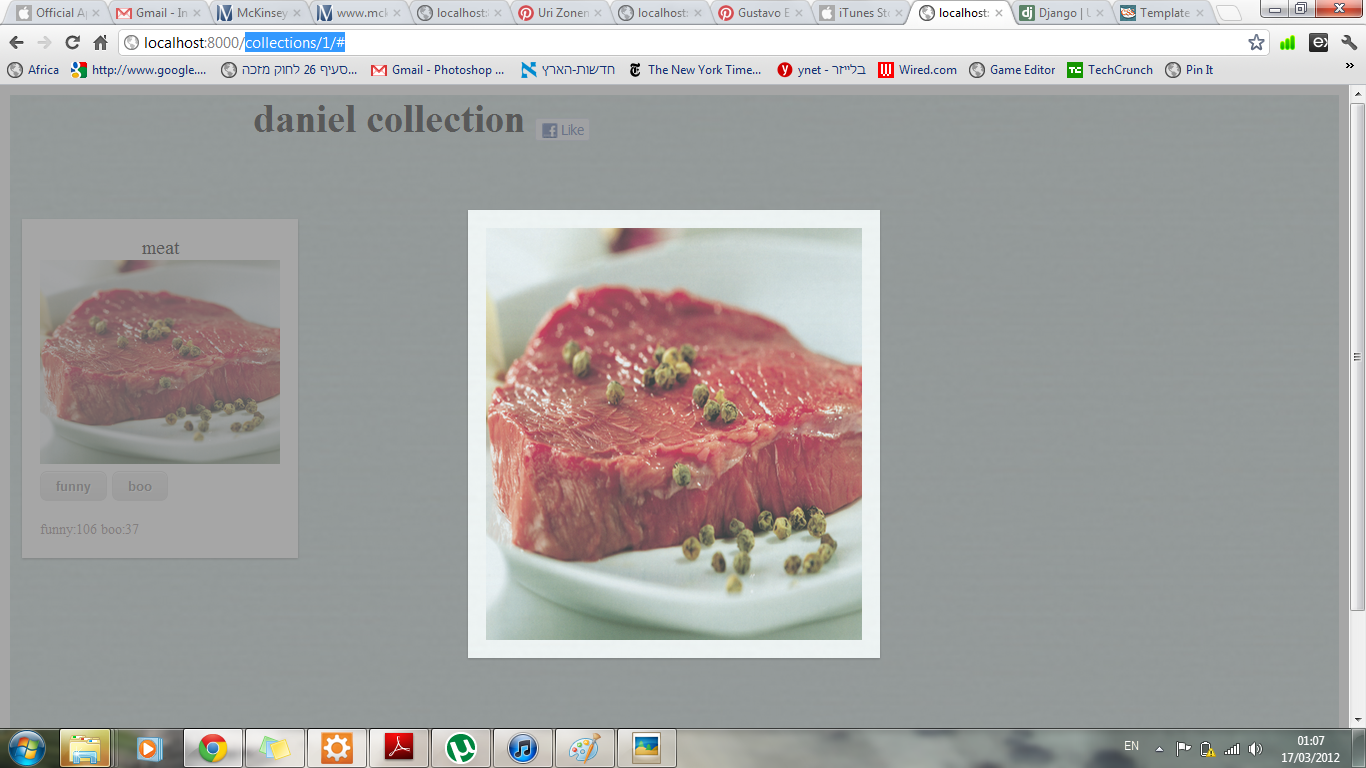 Official Ap
Gmail - In
McKinsey
www.mck
localhost:
Uri Zonen
localhost:
Gustavo E
iTunes Sto
localhost:
Django | U
Template
localhost:8000/collections/1/#
Africa
http://www.google....
סעיף 26 לחוק מזכה...
Gmail - Photoshop ...
חדשות-הארץ
The New York Time...
ynet - בלייזר
Wired.com
Game Editor
TechCrunch
Pin It
daniel collection
Like
meat
funny boo
funny:106 boo:37
EN
01:07
17/03/2012